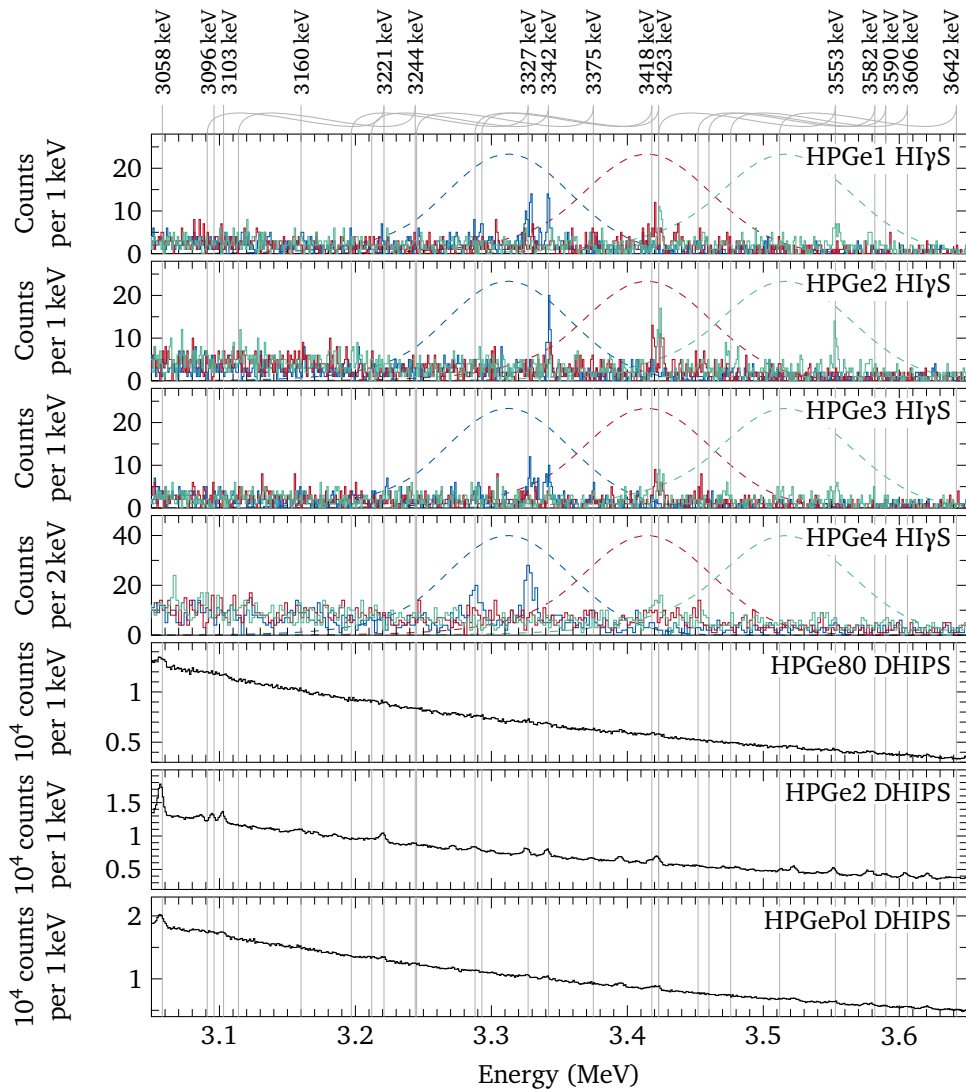 3058 keV
3096 keV
3103 keV
3160 keV
3221 keV
3244 keV
3327 keV
3342 keV
3375 keV
3418 keV
3423 keV
3553 keV
3582 keV
3590 keV
3606 keV
3642 keV
HPGe1 HIγS
Counts
per 1 keV
20
10
0
HPGe2 HIγS
Counts
per 1 keV
20
10
0
HPGe3 HIγS
Counts
per 1 keV
20
10
0
HPGe4 HIγS
Counts
per 2 keV
40
20
0
HPGe80 DHIPS
10⁴ counts
per 1 keV
1
0.5
HPGe2 DHIPS
10⁴ counts
per 1 keV
1.5
1
0.5
HPGePol DHIPS
10⁴ counts
per 1 keV
2
1
3.1 3.2 3.3 3.4 3.5 3.6
Energy (MeV)